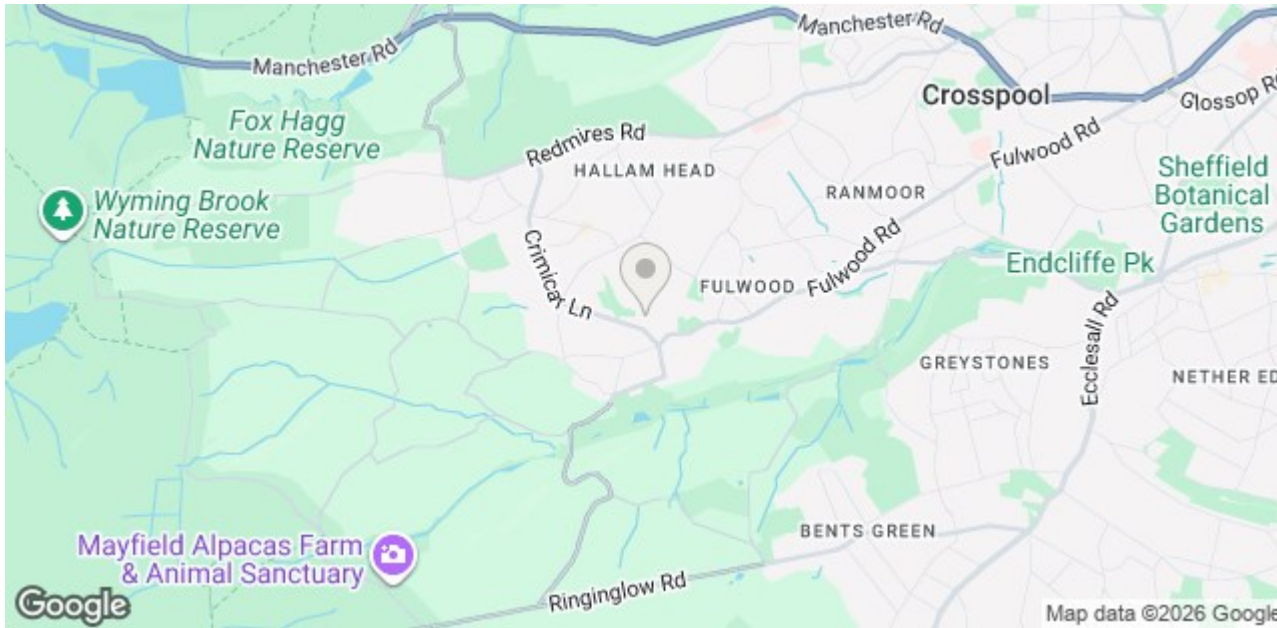 Manchester Rd
Manchester Rd
Crosspool
Glossop Rd
Fox Hagg
Nature Reserve
Redmires Rd
HALLAM HEAD
Fulwood Rd
RANMOOR
Sheffield
Botanical
Gardens
Wyming Brook
Nature Reserve
Crimicar Ln
FULWOOD
Fulwood Rd
Endcliffe Pk
GREYSTONES
Ecclesall Rd
NETHER ED
BENTS GREEN
Mayfield Alpacas Farm
& Animal Sanctuary
Ringinglow Rd
Google
Map data ©2026 Google